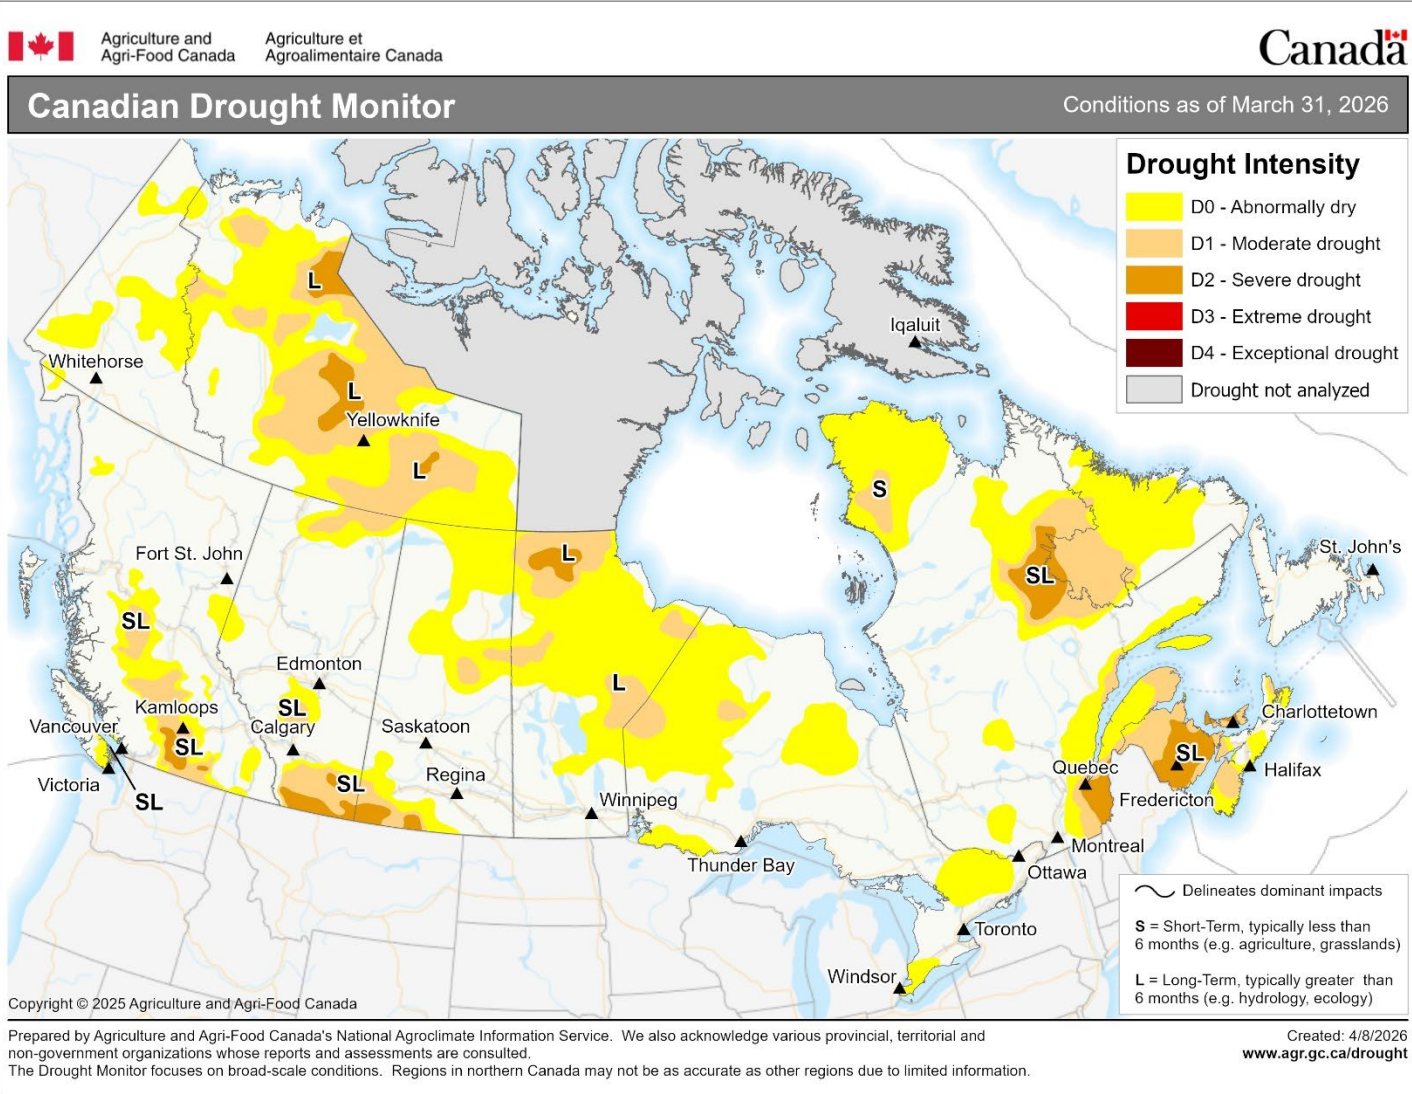 Agriculture and
Agri-Food Canada
Agriculture et
Agroalimentaire Canada
Canada
Canadian Drought Monitor
Conditions as of March 31, 2026
Drought Intensity
D0 - Abnormally dry
D1 - Moderate drought
D2 - Severe drought
D3 - Extreme drought
D4 - Exceptional drought
Drought not analyzed
L
Iqaluit
Whitehorse
L
Yellowknife
L
S
Fort St. John
L
St. John's
SL
SL
Edmonton
L
SL
Kamloops
Calgary
Vancouver
Saskatoon
Charlottetown
SL
SL
Quebec
Halifax
Victoria
SL
Regina
SL
Winnipeg
Fredericton
Montreal
Thunder Bay
Ottawa
Toronto
Windsor
Delineates dominant impacts
S = Short-Term, typically less than
6 months (e.g. agriculture, grasslands)
L = Long-Term, typically greater than
6 months (e.g. hydrology, ecology)
Copyright © 2025 Agriculture and Agri-Food Canada
Prepared by Agriculture and Agri-Food Canada's National Agroclimate Information Service. We also acknowledge various provincial, territorial and
non-government organizations whose reports and assessments are consulted.
The Drought Monitor focuses on broad-scale conditions. Regions in northern Canada may not be as accurate as other regions due to limited information.
Created: 4/8/2026
www.agr.gc.ca/drought